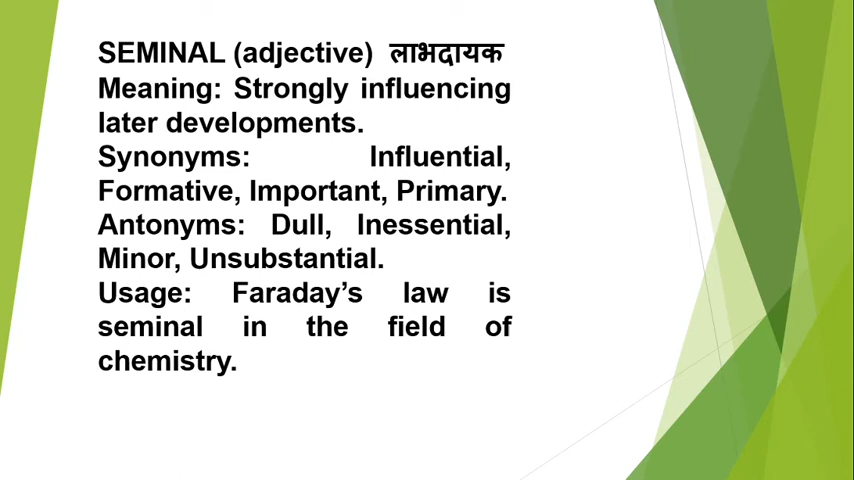 SEMINAL (adjective) लाभदायक
Meaning: Strongly influencing
later developments.
Synonyms: Influential,
Formative, Important, Primary.
Antonyms: Dull, Inessential,
Minor, Unsubstantial.
Usage: Faraday’s law is
seminal in the field of
chemistry.